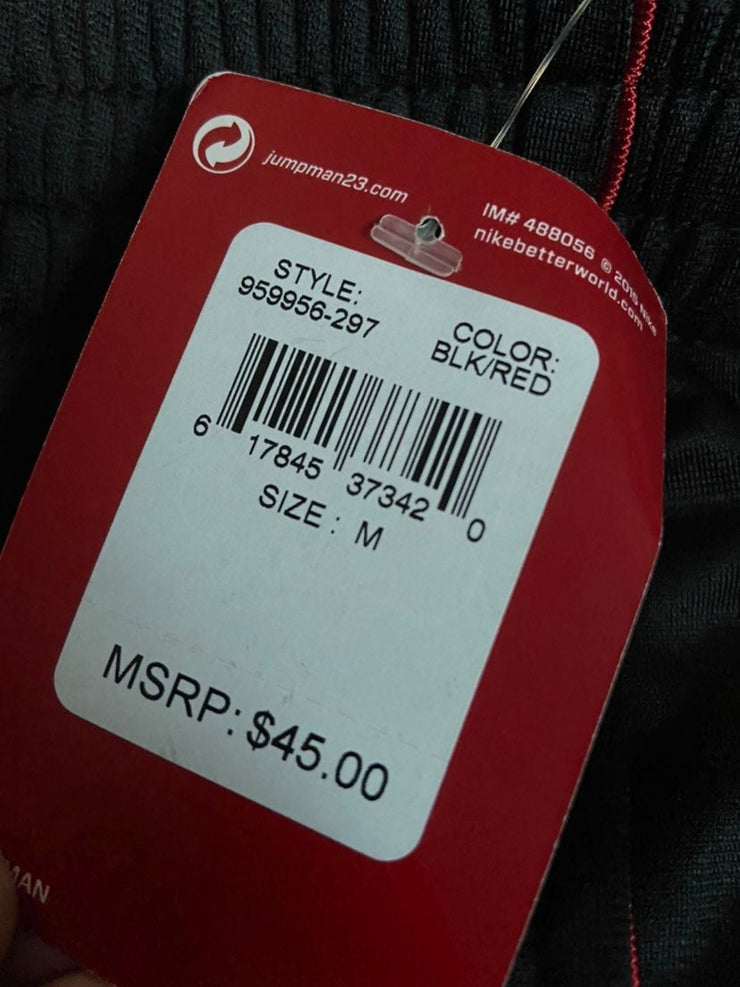 jumpman23.com
IM# 488056 © 2015 Nike
nikebetterworld.com
STYLE:
959956-297
COLOR:
BLK/RED
6 17845 37342 0
SIZE : M
MSRP: $45.00